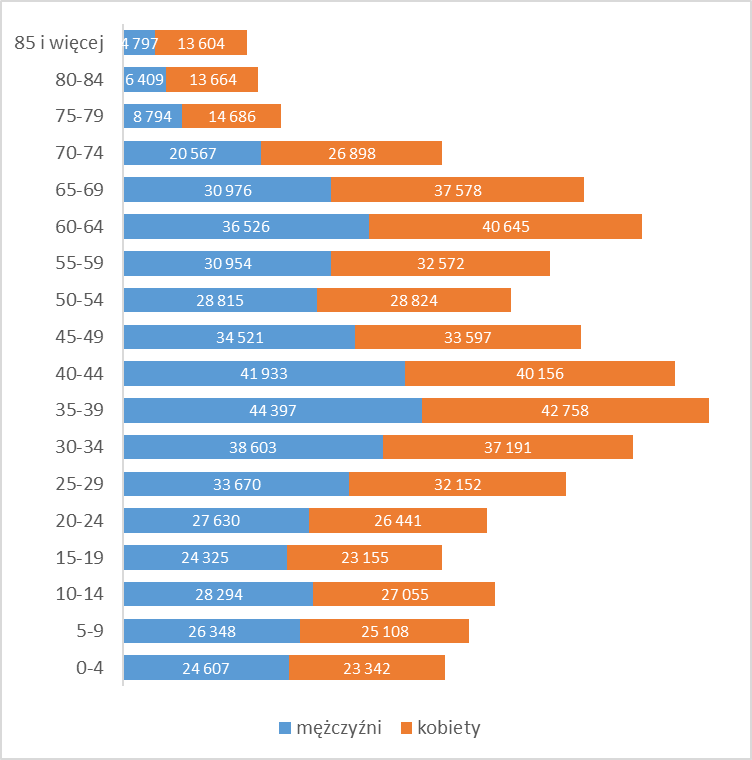 85 i więcej 4 797 13 604
80-84 6 409 13 664
75-79 8 794 14 686
70-74 20 567 26 898
65-69 30 976 37 578
60-64 36 526 40 645
55-59 30 954 32 572
50-54 28 815 28 824
45-49 34 521 33 597
40-44 41 933 40 156
35-39 44 397 42 758
30-34 38 603 37 191
25-29 33 670 32 152
20-24 27 630 26 441
15-19 24 325 23 155
10-14 28 294 27 055
5-9 26 348 25 108
0-4 24 607 23 342
mężczyźni kobiety